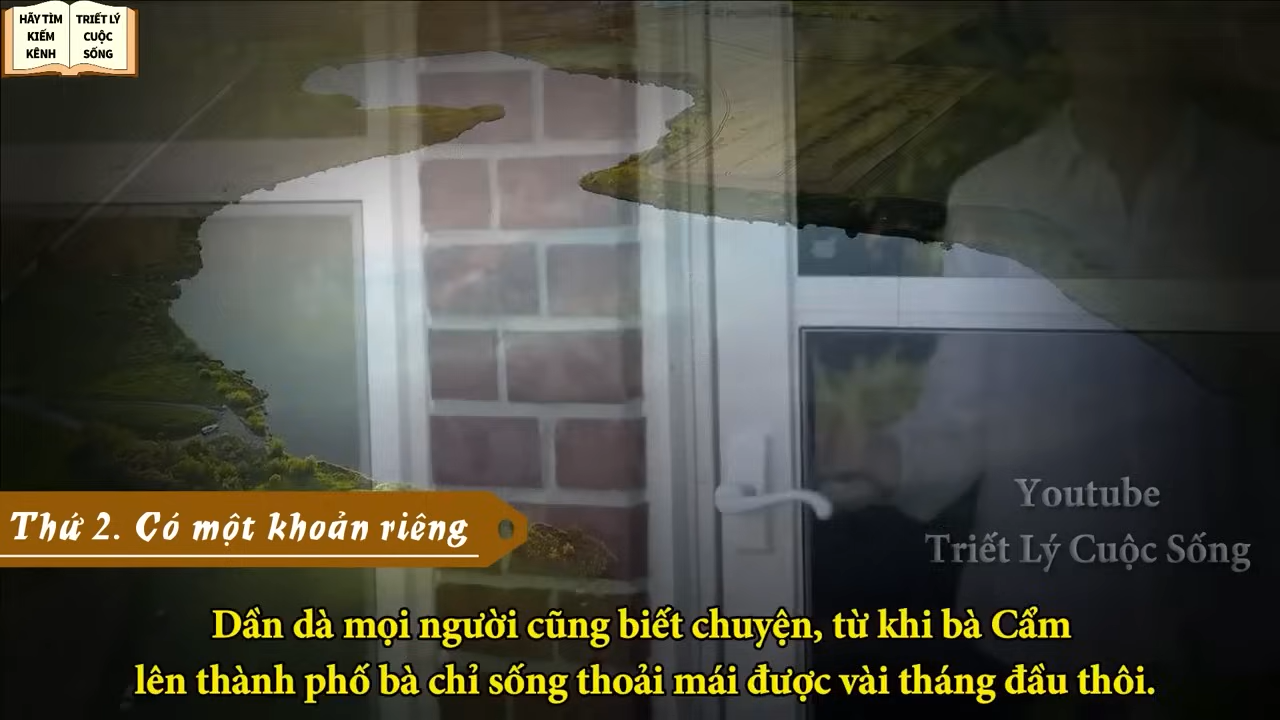 HÃY TÌM
KIẾM
KÊNH
TRIẾT LÝ
CUỘC
SỐNG
Thứ 2. Có một khoản riêng
Youtube
Triết Lý Cuộc Sống
Dần dà mọi người cũng biết chuyện, từ khi bà Cẩm
lên thành phố bà chỉ sống thoải mái được vài tháng đầu thôi.